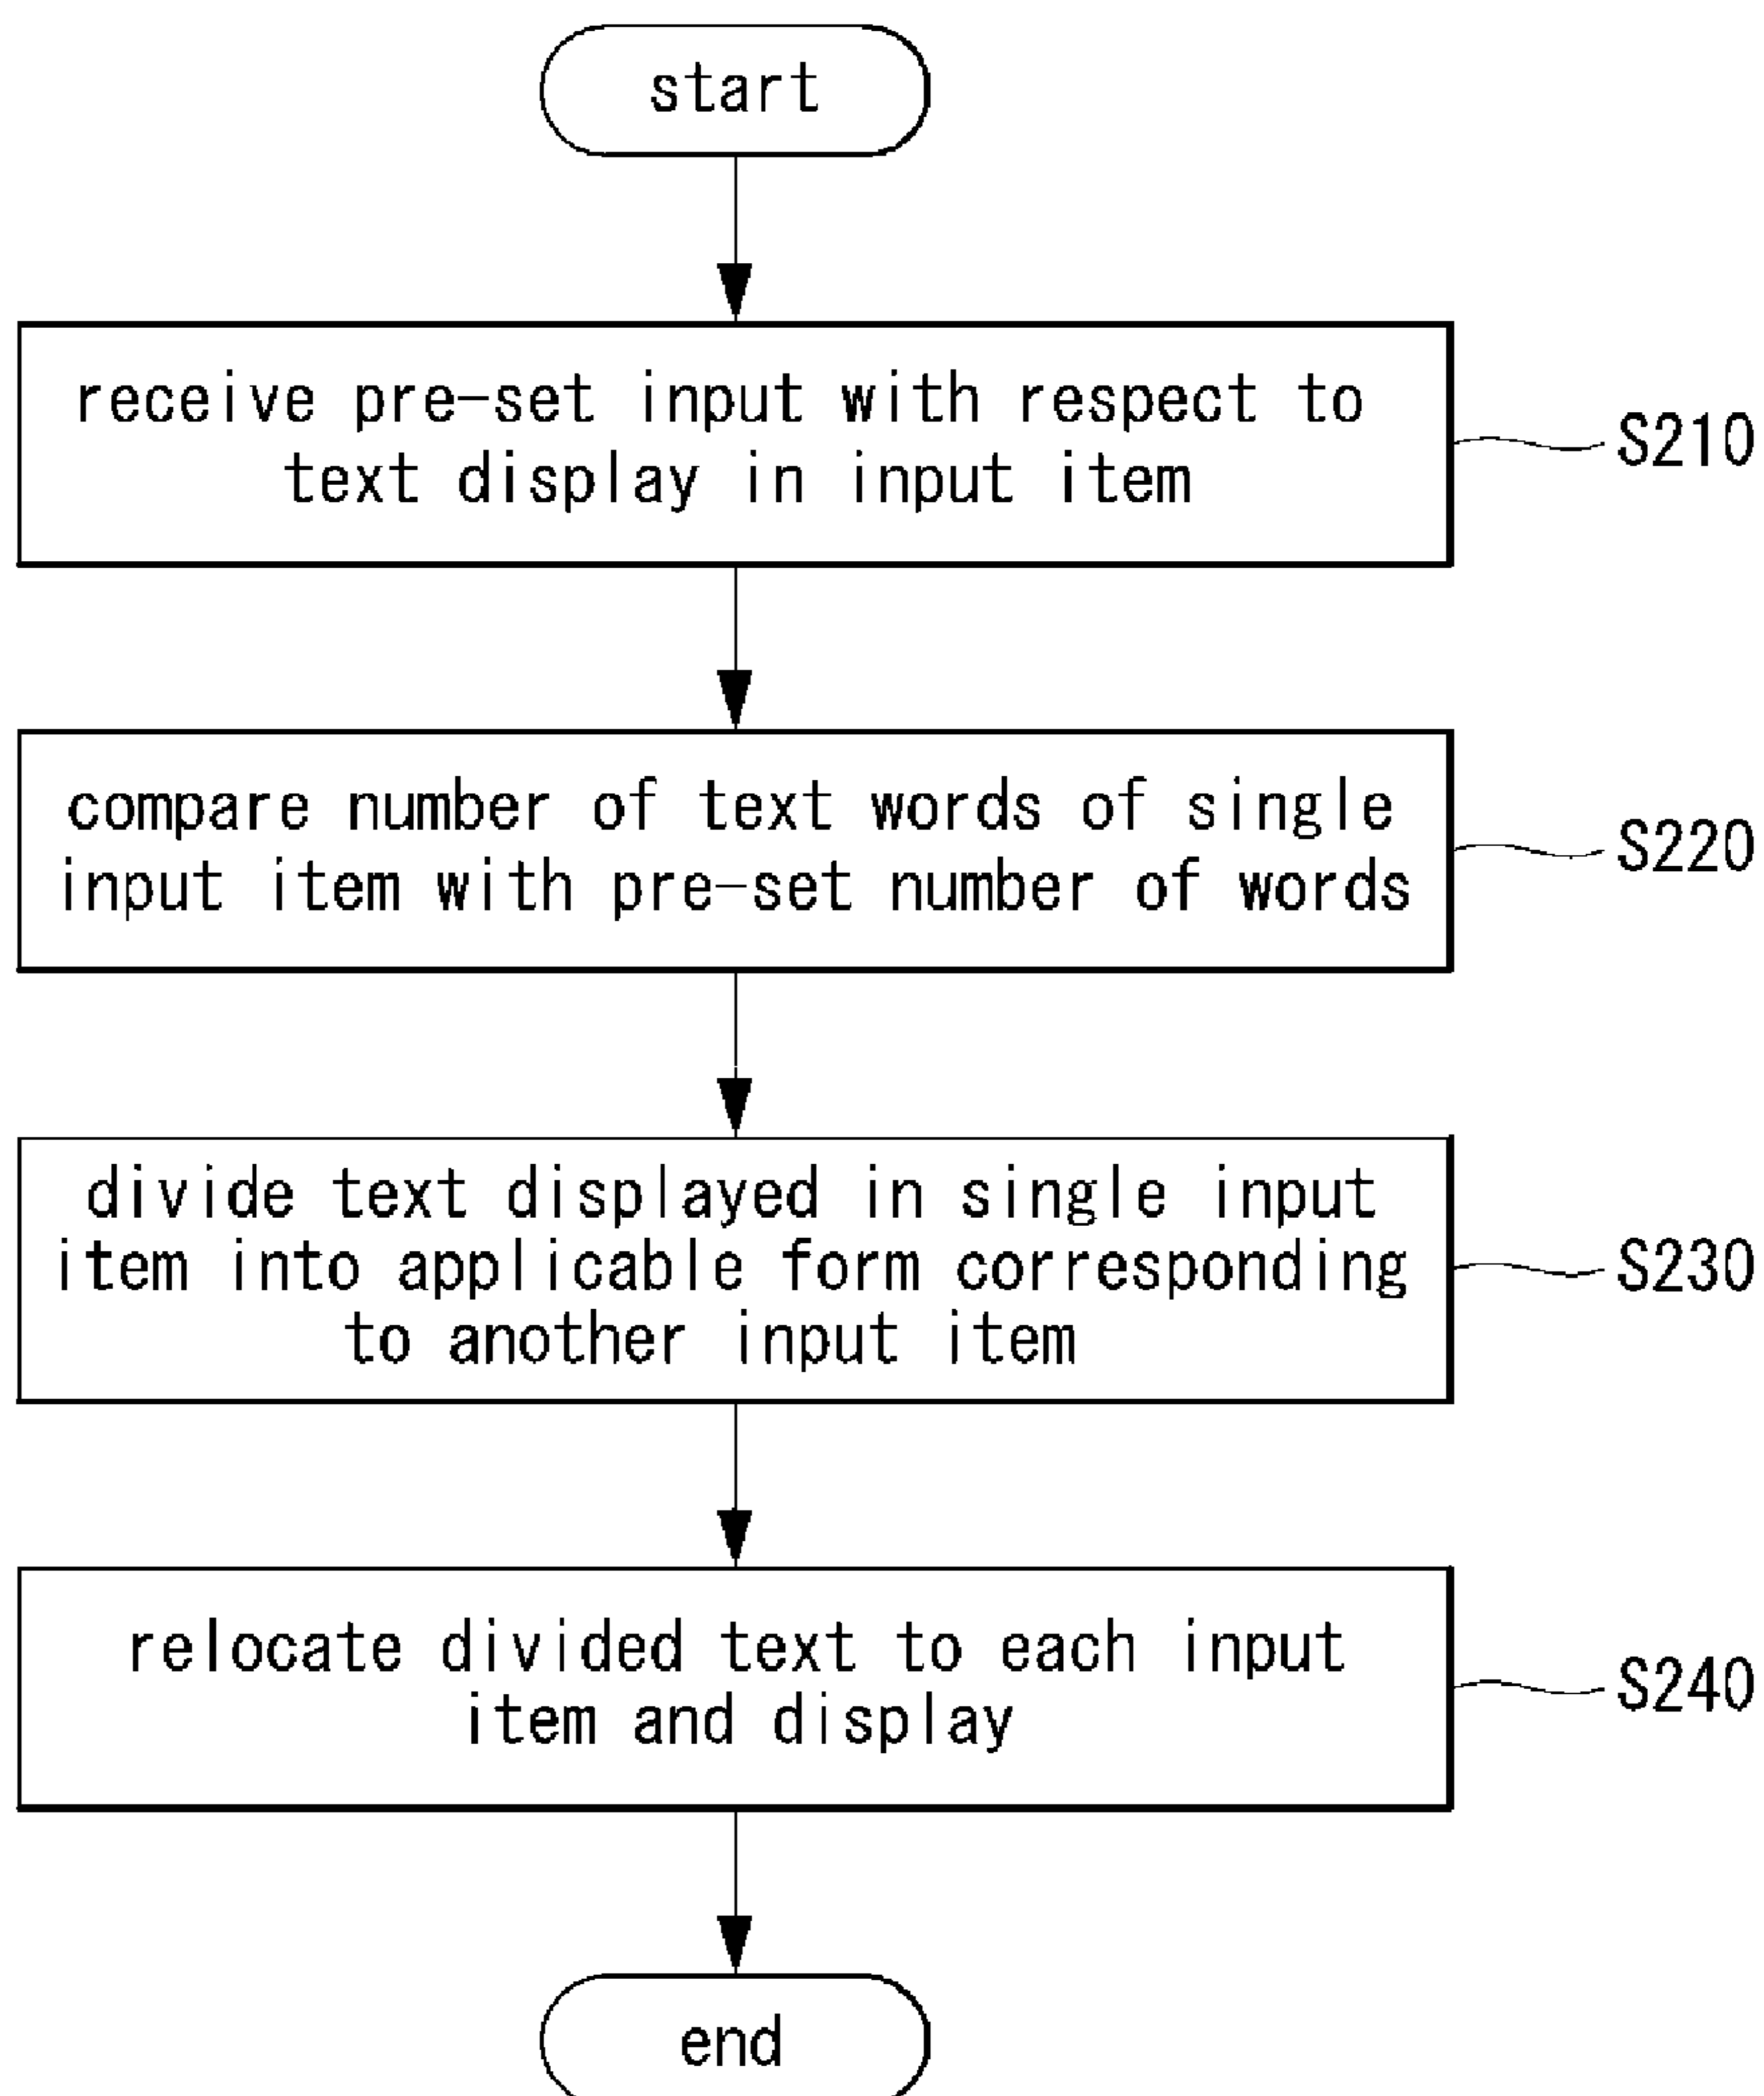 start
receive pre-set input with respect to
text display in input item
S210
compare number of text words of single
input item with pre-set number of words
S220
divide text displayed in single input
item into applicable form corresponding
to another input item
S230
relocate divided text to each input
item and display
S240
end